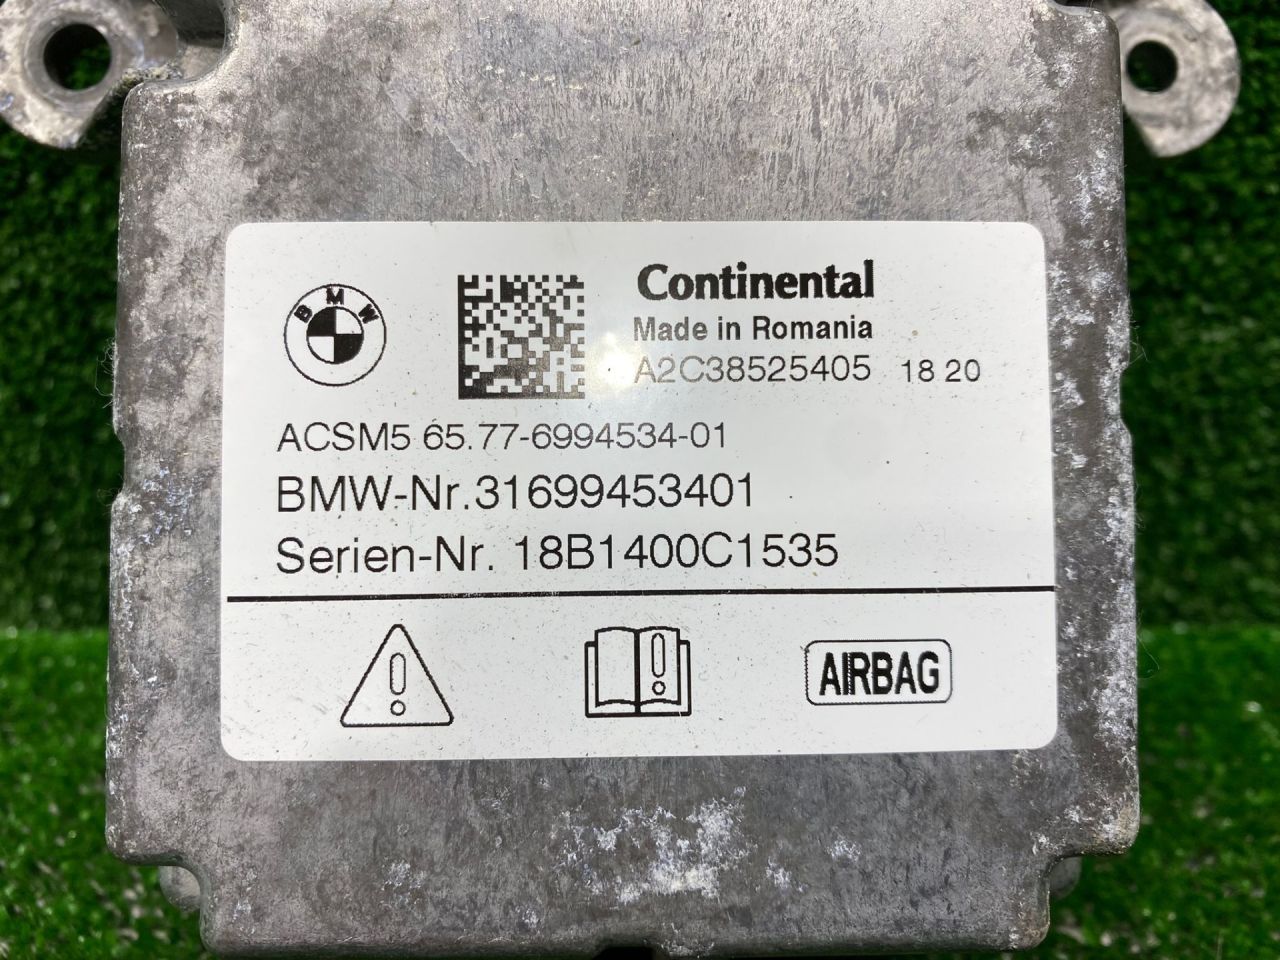 BMW
Continental
Made in Romania
A2C38525405 18 20
ACSM5 65.77-6994534-01
BMW-Nr.31699453401
Serien-Nr. 18B1400C1535
AIRBAG